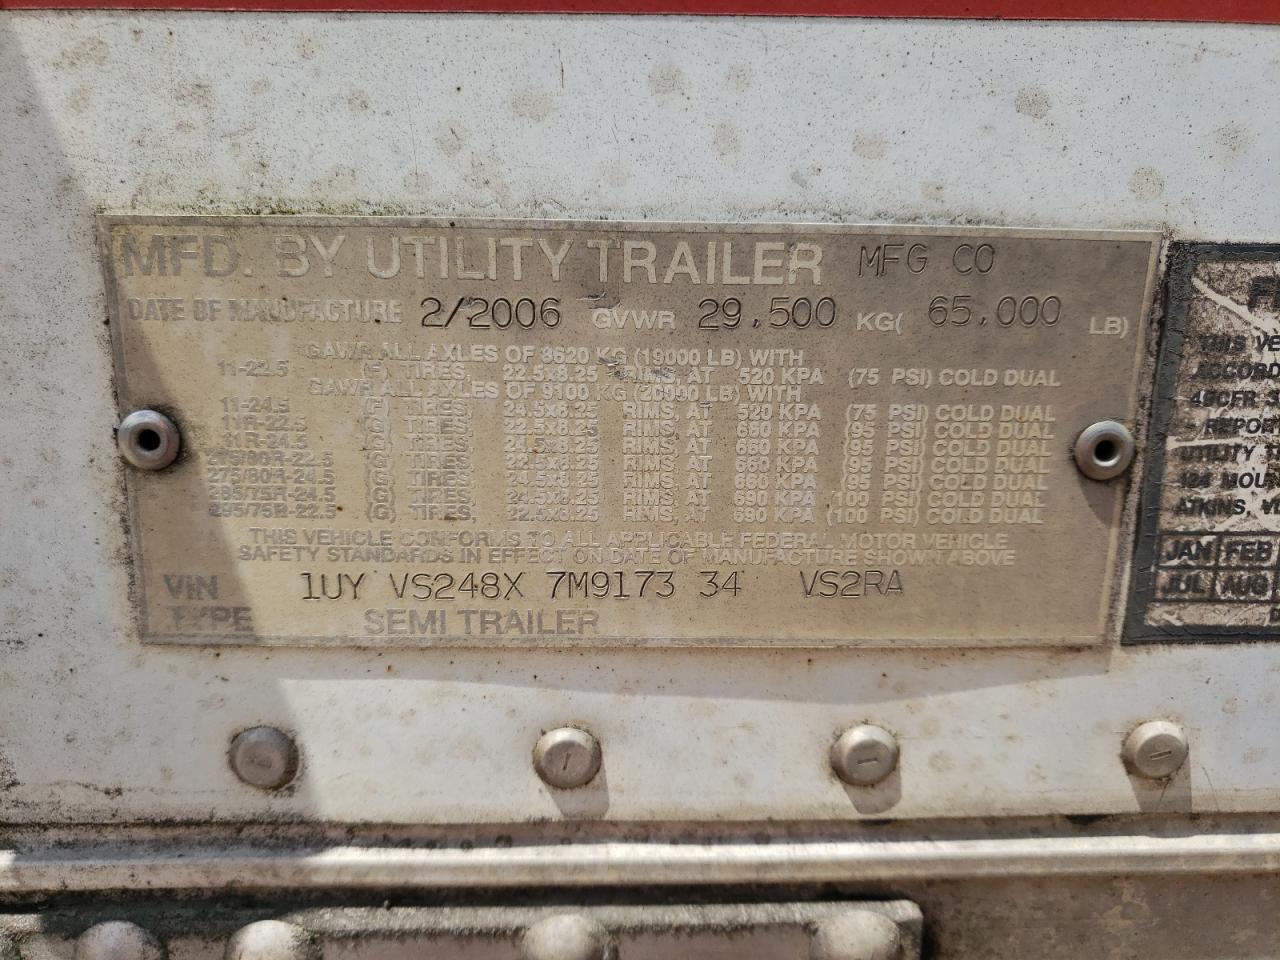 MFD. BY UTILITY TRAILER MFG CO
DATE OF MANUFACTURE 2/2006 GVWR 29,500 KG( 65,000 LB)
GAWR ALL AXLES OF 8620 KG (19000 LB) WITH
11-22.5 (F) TIRES, 22.5x8.25 RIMS, AT 520 KPA (75 PSI) COLD DUAL
GAWR ALL AXLES OF 9100 KG (20000 LB) WITH
11-24.5 (F) TIRES, 24.5x8.25 RIMS, AT 520 KPA (75 PSI) COLD DUAL
11R-22.5 (G) TIRES, 22.5x8.25 RIMS, AT 660 KPA (95 PSI) COLD DUAL
11R-24.5 (G) TIRES, 24.5x8.25 RIMS, AT 660 KPA (95 PSI) COLD DUAL
(G) TIRES, 22.5x8.25 RIMS, AT 660 KPA (95 PSI) COLD DUAL
275/80R-24.5 (G) TIRES, 24.5x8.25 RIMS, AT 660 KPA (95 PSI) COLD DUAL
285/75R-24.5 (G) TIRES, 24.5x8.25 RIMS, AT 690 KPA (100 PSI) COLD DUAL
295/75R-22.5 (G) TIRES, 22.5x8.25 RIMS, AT 690 KPA (100 PSI) COLD DUAL
THIS VEHICLE CONFORMS TO ALL APPLICABLE FEDERAL MOTOR VEHICLE
SAFETY STANDARDS IN EFFECT ON DATE OF MANUFACTURE SHOWN ABOVE
VIN 1UY VS248X 7M9173 34 VS2RA
TYPE SEMI TRAILER
THIS VE
ACCORD
49CFR 3
REPORT
UTILITY T
124 MOUN
ATKINS, VI
JAN FEB
JUL AUG